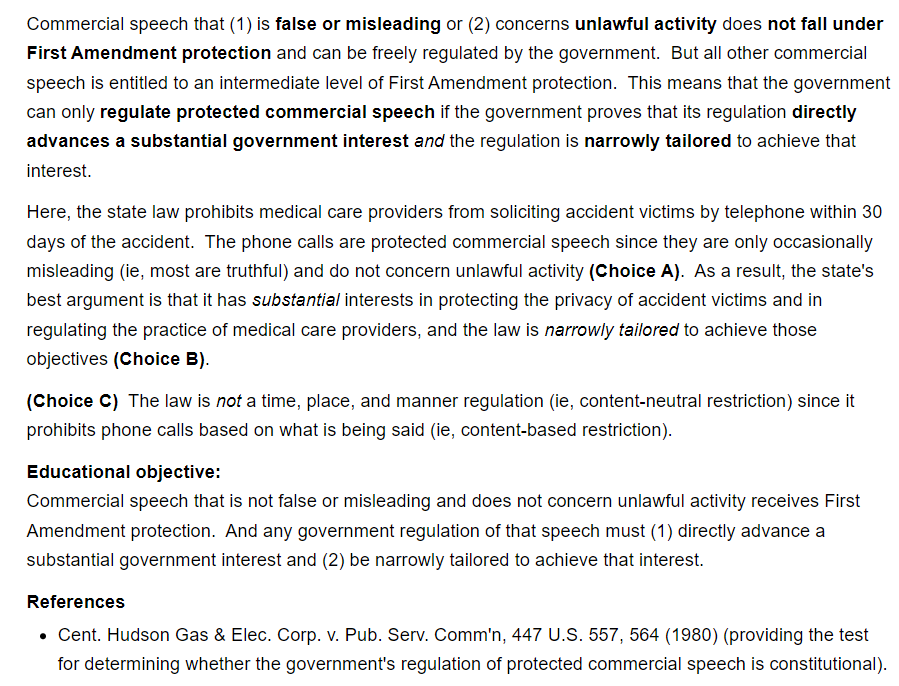 Commercial speech that (1) is false or misleading or (2) concerns unlawful activity does not fall under
First Amendment protection and can be freely regulated by the government.  But all other commercial
speech is entitled to an intermediate level of First Amendment protection.  This means that the government
can only regulate protected commercial speech if the government proves that its regulation directly
advances a substantial government interest and the regulation is narrowly tailored to achieve that
interest.
Here, the state law prohibits medical care providers from soliciting accident victims by telephone within 30
days of the accident.  The phone calls are protected commercial speech since they are only occasionally
misleading (ie, most are truthful) and do not concern unlawful activity (Choice A).  As a result, the state's
best argument is that it has substantial interests in protecting the privacy of accident victims and in
regulating the practice of medical care providers, and the law is narrowly tailored to achieve those
objectives (Choice B).
(Choice C)  The law is not a time, place, and manner regulation (ie, content-neutral restriction) since it
prohibits phone calls based on what is being said (ie, content-based restriction).
Educational objective:
Commercial speech that is not false or misleading and does not concern unlawful activity receives First
Amendment protection.  And any government regulation of that speech must (1) directly advance a
substantial government interest and (2) be narrowly tailored to achieve that interest.
References
• Cent. Hudson Gas & Elec. Corp. v. Pub. Serv. Comm'n, 447 U.S. 557, 564 (1980) (providing the test
for determining whether the government's regulation of protected commercial speech is constitutional).